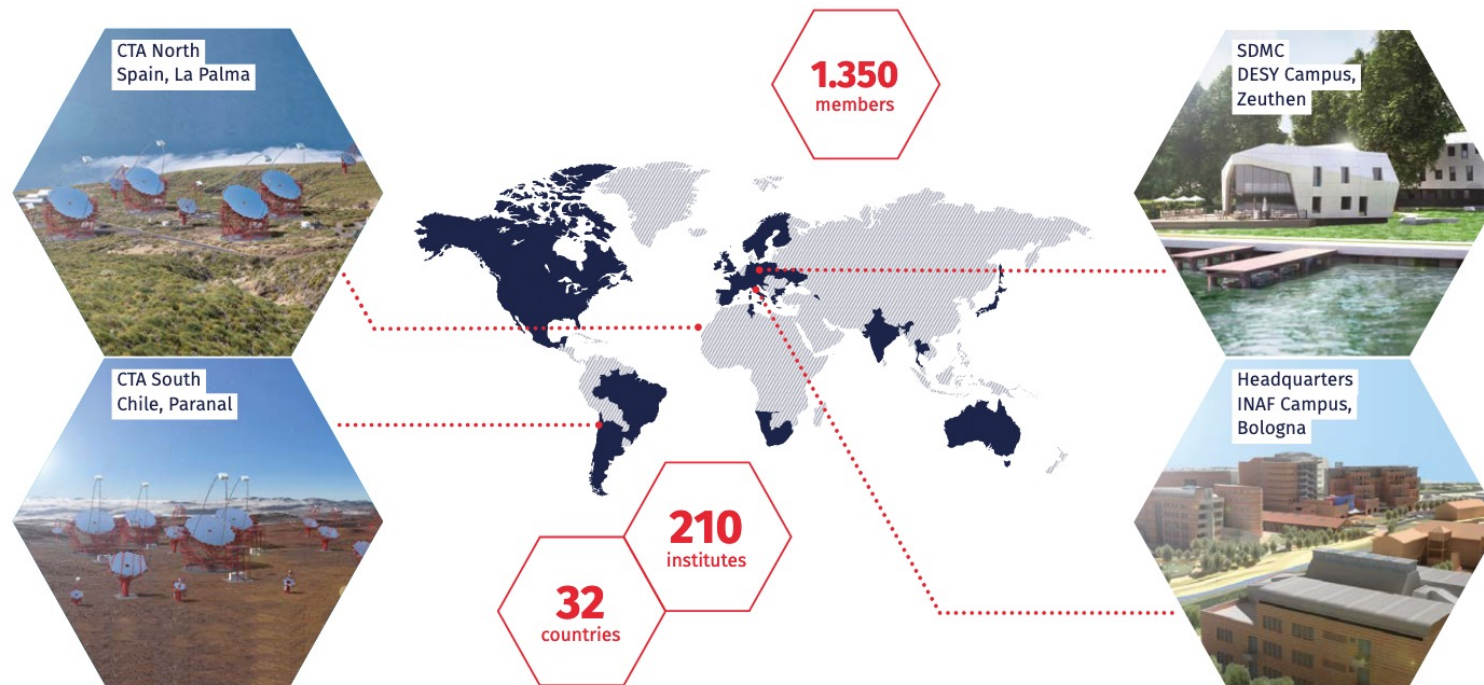 CTA North
Spain, La Palma
1.350
members
SDMC
DESY Campus,
Zeuthen
CTA South
Chile, Paranal
Headquarters
INAF Campus,
Bologna
210
institutes
32
countries